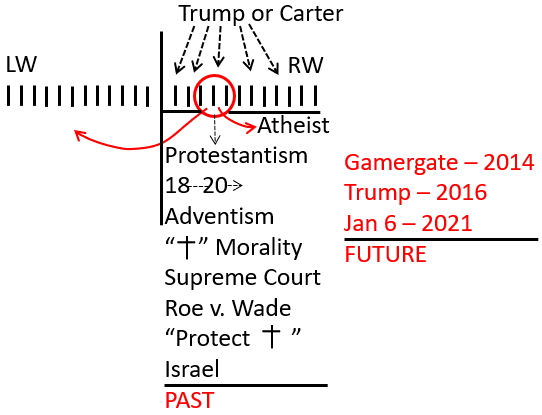 Trump or Carter
LW
RW
Atheist
Protestantism
18--20->
Adventism
“✝” Morality
Supreme Court
Roe v. Wade
“Protect ✝ ”
Israel
PAST
Gamergate – 2014
Trump – 2016
Jan 6 – 2021
FUTURE